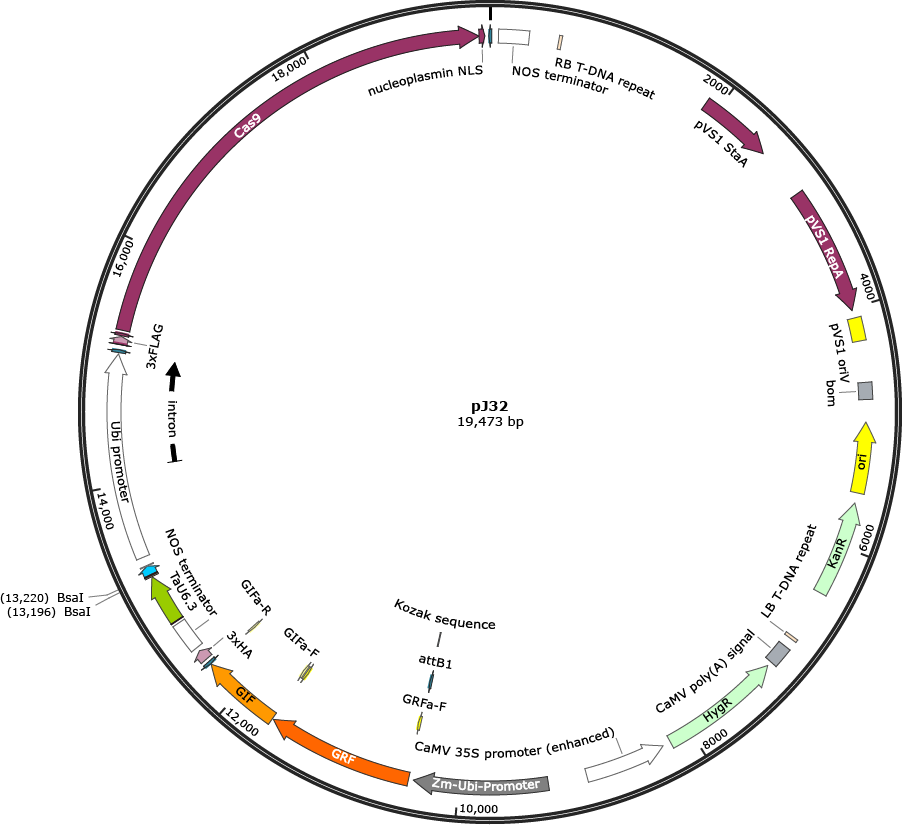 18,000
nucleoplasmin NLS
NOS terminator
RB T-DNA repeat
2000
pVS1 StaA
Cas9
pVS1 RepA
4000
16,000
3xFLAG
pVS1 oriV
bom
intron
pJ32
19,473 bp
Ubi promoter
ori
14,000
KanR
6000
NOS terminator
TaU6.3
LB T-DNA repeat
(13,220) BsaI
(13,196) BsaI
GIFa-R
Kozak sequence
3xHA
GIFa-F
attB1
CaMV poly(A) signal
GIF
GRFa-F
HygR
12,000
CaMV 35S promoter (enhanced)
8000
GRF
Zm-Ubi-Promoter
10,000